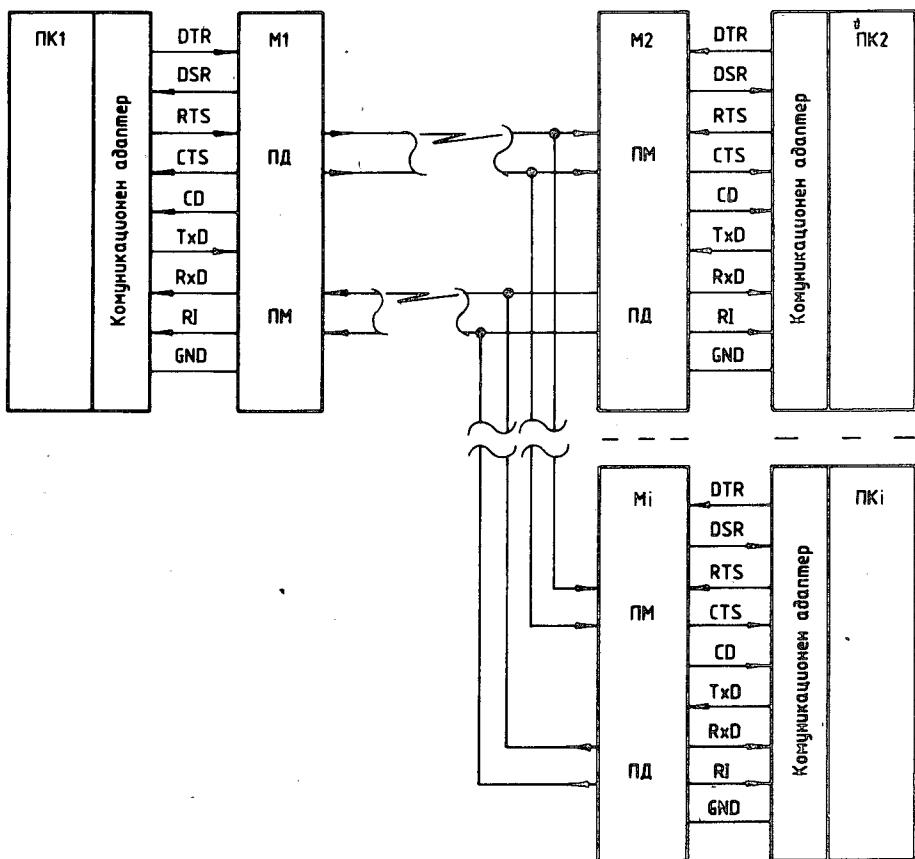 ПК1
Комуникационен адаптер
DTR
DSR
RTS
CTS
CD
TxD
RxD
RI
GND
М1
ПД
ПМ
М2
ПМ
ПД
DTR
DSR
RTS
CTS
CD
TxD
RxD
RI
GND
Комуникационен адаптер
ПК2
Мi
ПМ
ПД
DTR
DSR
RTS
CTS
CD
TxD
RxD
RI
GND
Комуникационен адаптер
ПКi